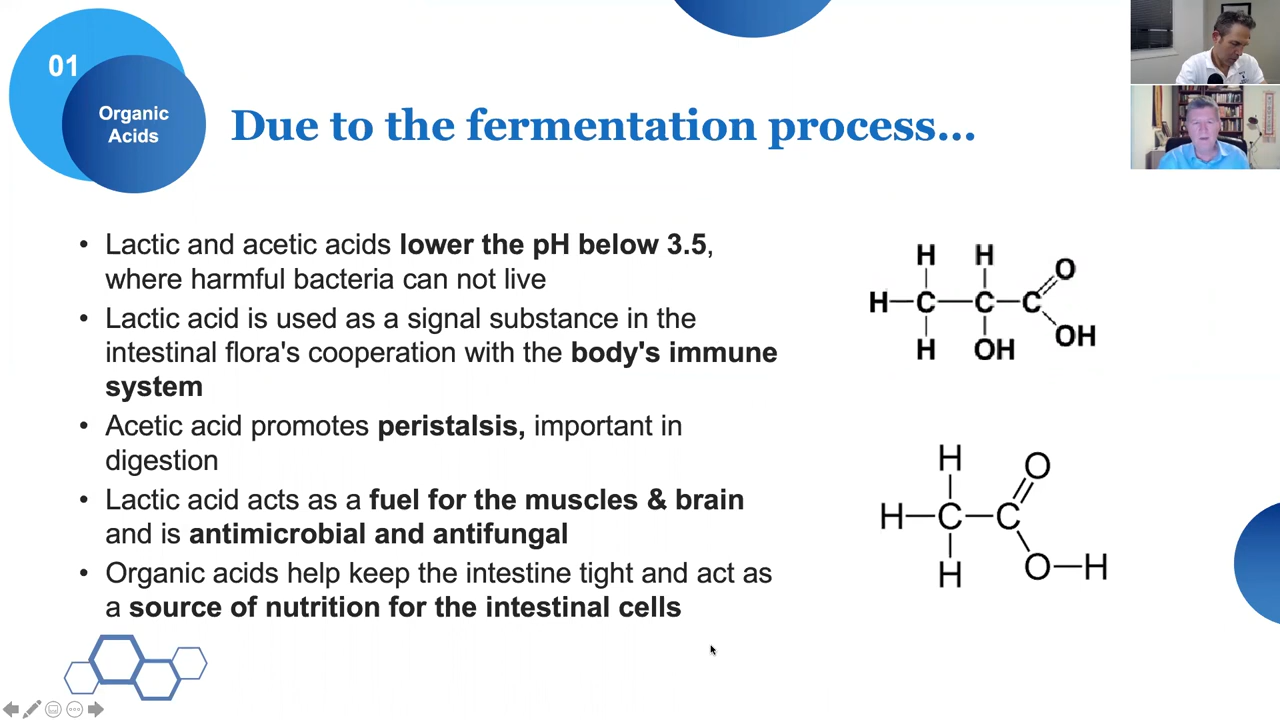 01
Organic
Acids
Due to the fermentation process...
• Lactic and acetic acids lower the pH below 3.5,
where harmful bacteria can not live
• Lactic acid is used as a signal substance in the
intestinal flora's cooperation with the body's immune
system
• Acetic acid promotes peristalsis, important in
digestion
• Lactic acid acts as a fuel for the muscles & brain
and is antimicrobial and antifungal
• Organic acids help keep the intestine tight and act as
a source of nutrition for the intestinal cells
H H O
H C C C
H OH OH
H O
H C C
H O H